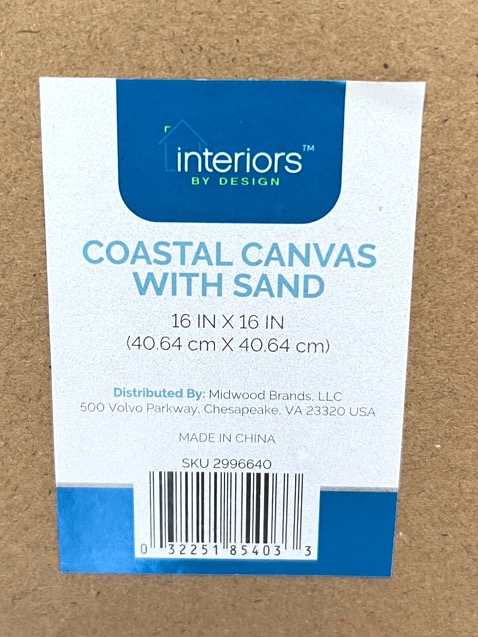 interiors™
BY DESIGN
COASTAL CANVAS
WITH SAND
16 IN X 16 IN
(40.64 cm X 40.64 cm)
Distributed By: Midwood Brands, LLC
500 Volvo Parkway, Chesapeake, VA 23320 USA
MADE IN CHINA
SKU 2996640
0 32251 85403 3